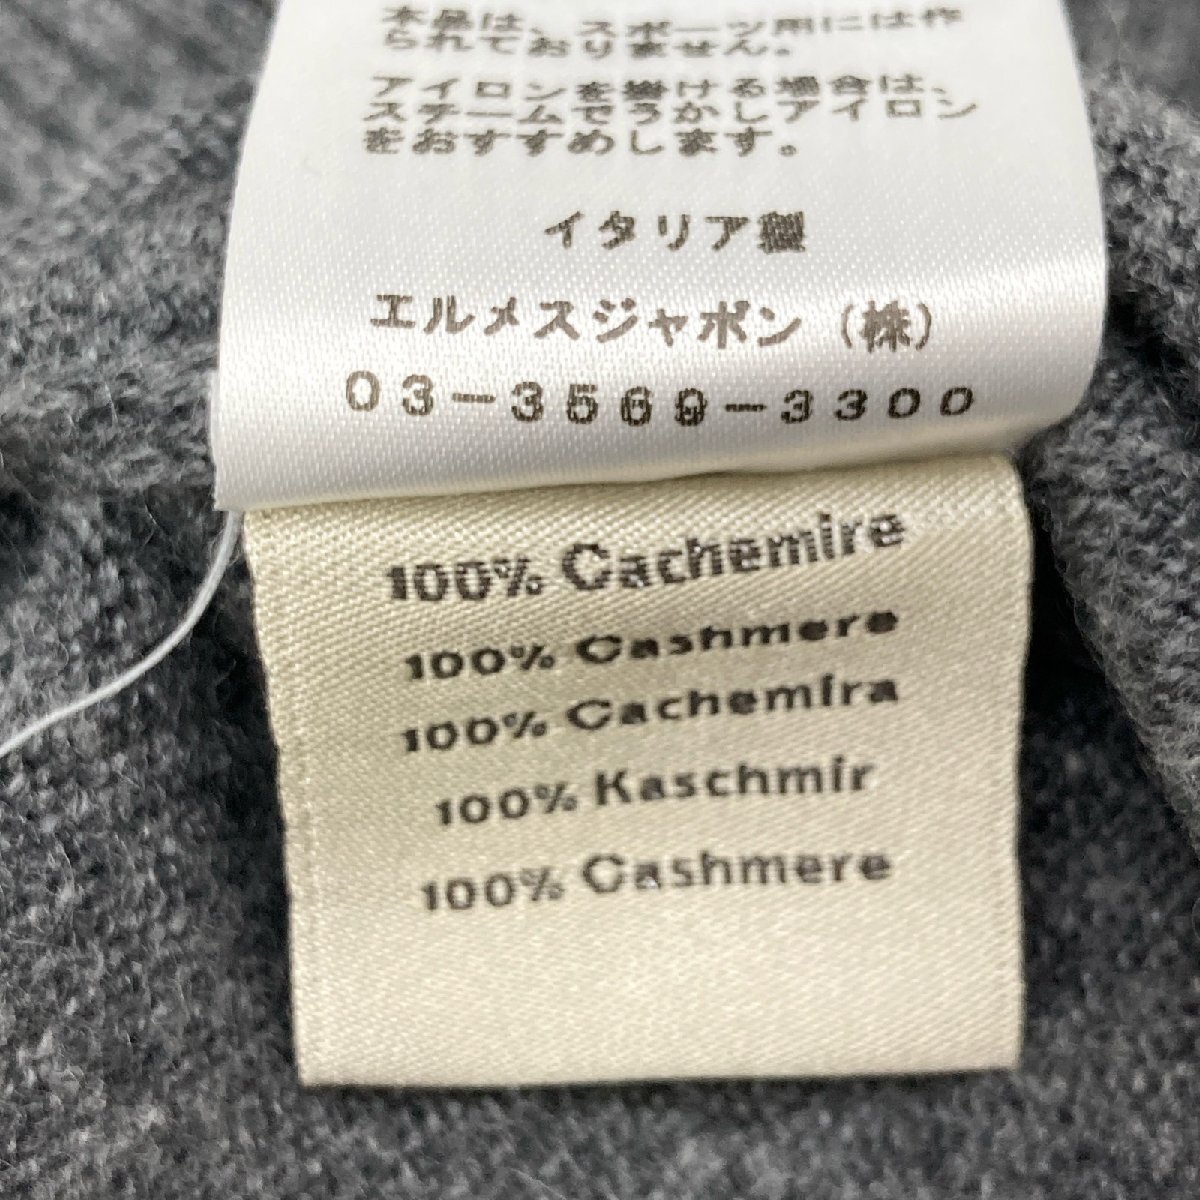 本品は、スポーツ用には作
られておりません。
アイロンを掛ける場合は、
スチームでうかしアイロン
をおすすめします。
イタリア製
エルメスジャポン（株）
03-3569-3300
100% Cachemire
100% Cashmere
100% Cachemira
100% Kaschmir
100% Cashmere